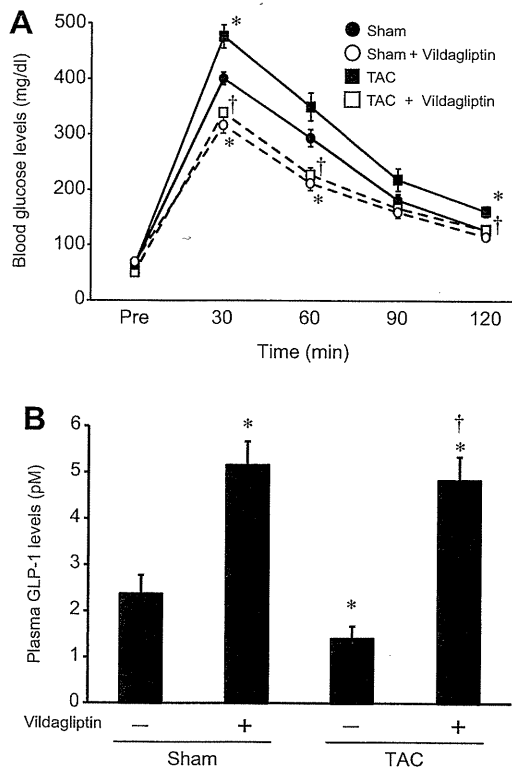 A
Blood glucose levels (mg/dl)
500
400
300
200
100
0
Sham
Sham + Vildagliptin
TAC
TAC + Vildagliptin
*
†
*
†
*
*
†
Pre 30 60 90 120
Time (min)
B
Plasma GLP-1 levels (pM)
6
5
4
3
2
1
0
*
*
†
*
Vildagliptin − + − +
Sham TAC